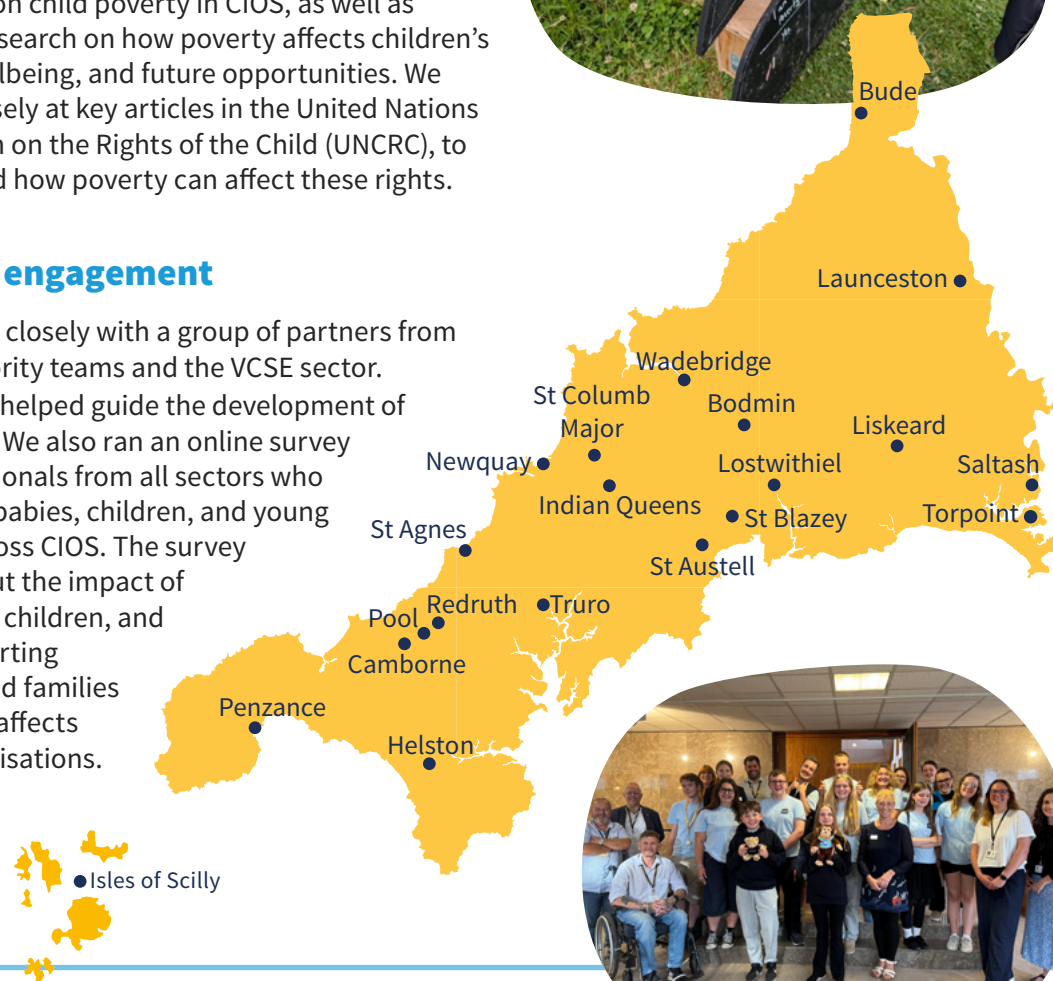 on child poverty in CIOS, as well as
search on how poverty affects children's
lbeing, and future opportunities. We
sely at key articles in the United Nations
n on the Rights of the Child (UNCRC), to
d how poverty can affect these rights.
engagement
closely with a group of partners from
rity teams and the VCSE sector.
helped guide the development of
We also ran an online survey
onals from all sectors who
babies, children, and young
oss CIOS. The survey
ut the impact of
children, and
rting
d families
affects
isations.
Bude
Launceston
Wadebridge
St Columb
Major
Bodmin
Liskeard
Newquay
Lostwithiel
Saltash
Indian Queens
St Blazey
Torpoint
St Agnes
St Austell
Redruth
Truro
Pool
Camborne
Penzance
Helston
Isles of Scilly